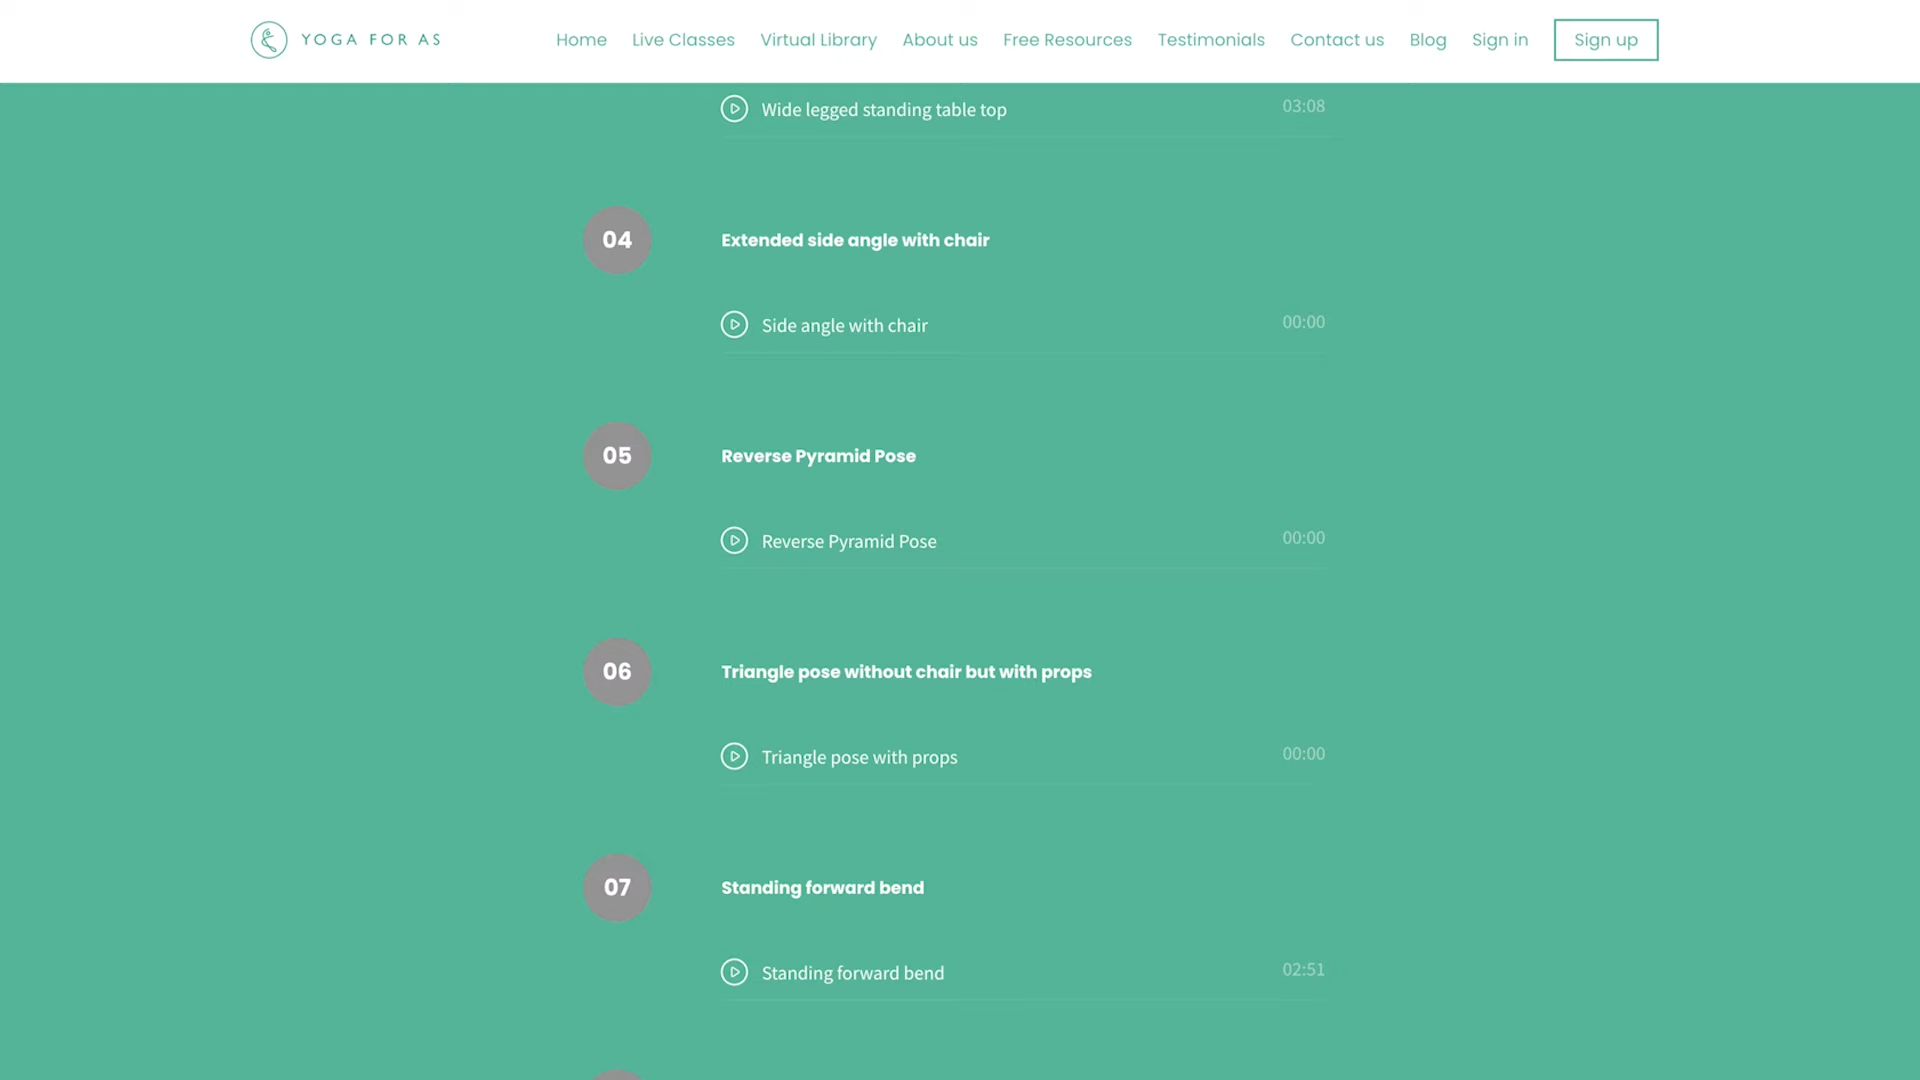 YOGA FOR AS
Home Live Classes Virtual Library About us Free Resources Testimonials Contact us Blog Sign in Sign up
Wide legged standing table top 03:08
04 Extended side angle with chair
Side angle with chair 00:00
05 Reverse Pyramid Pose
Reverse Pyramid Pose 00:00
06 Triangle pose without chair but with props
Triangle pose with props 00:00
07 Standing forward bend
Standing forward bend 02:51